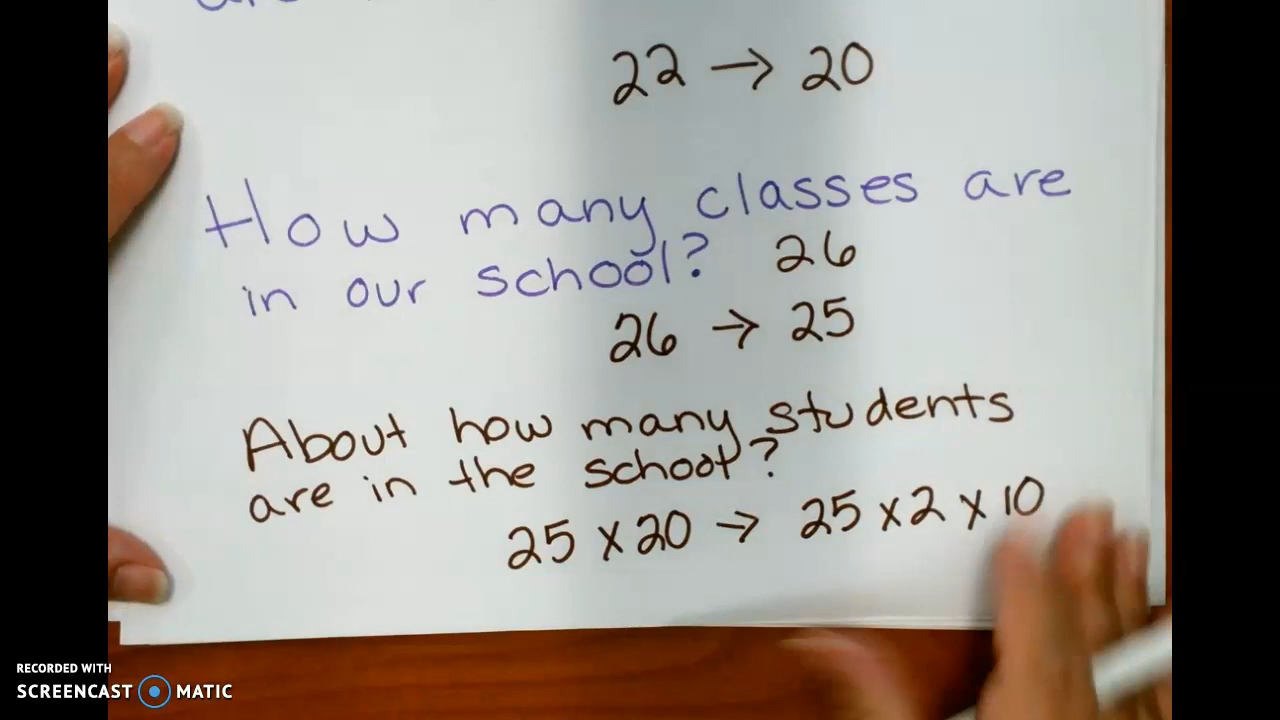 22 → 20
How many classes are
in our school? 26
26 → 25
About how many students
are in the school?
25 x 20 → 25 x 2 x 10
RECORDED WITH
SCREENCAST MATIC